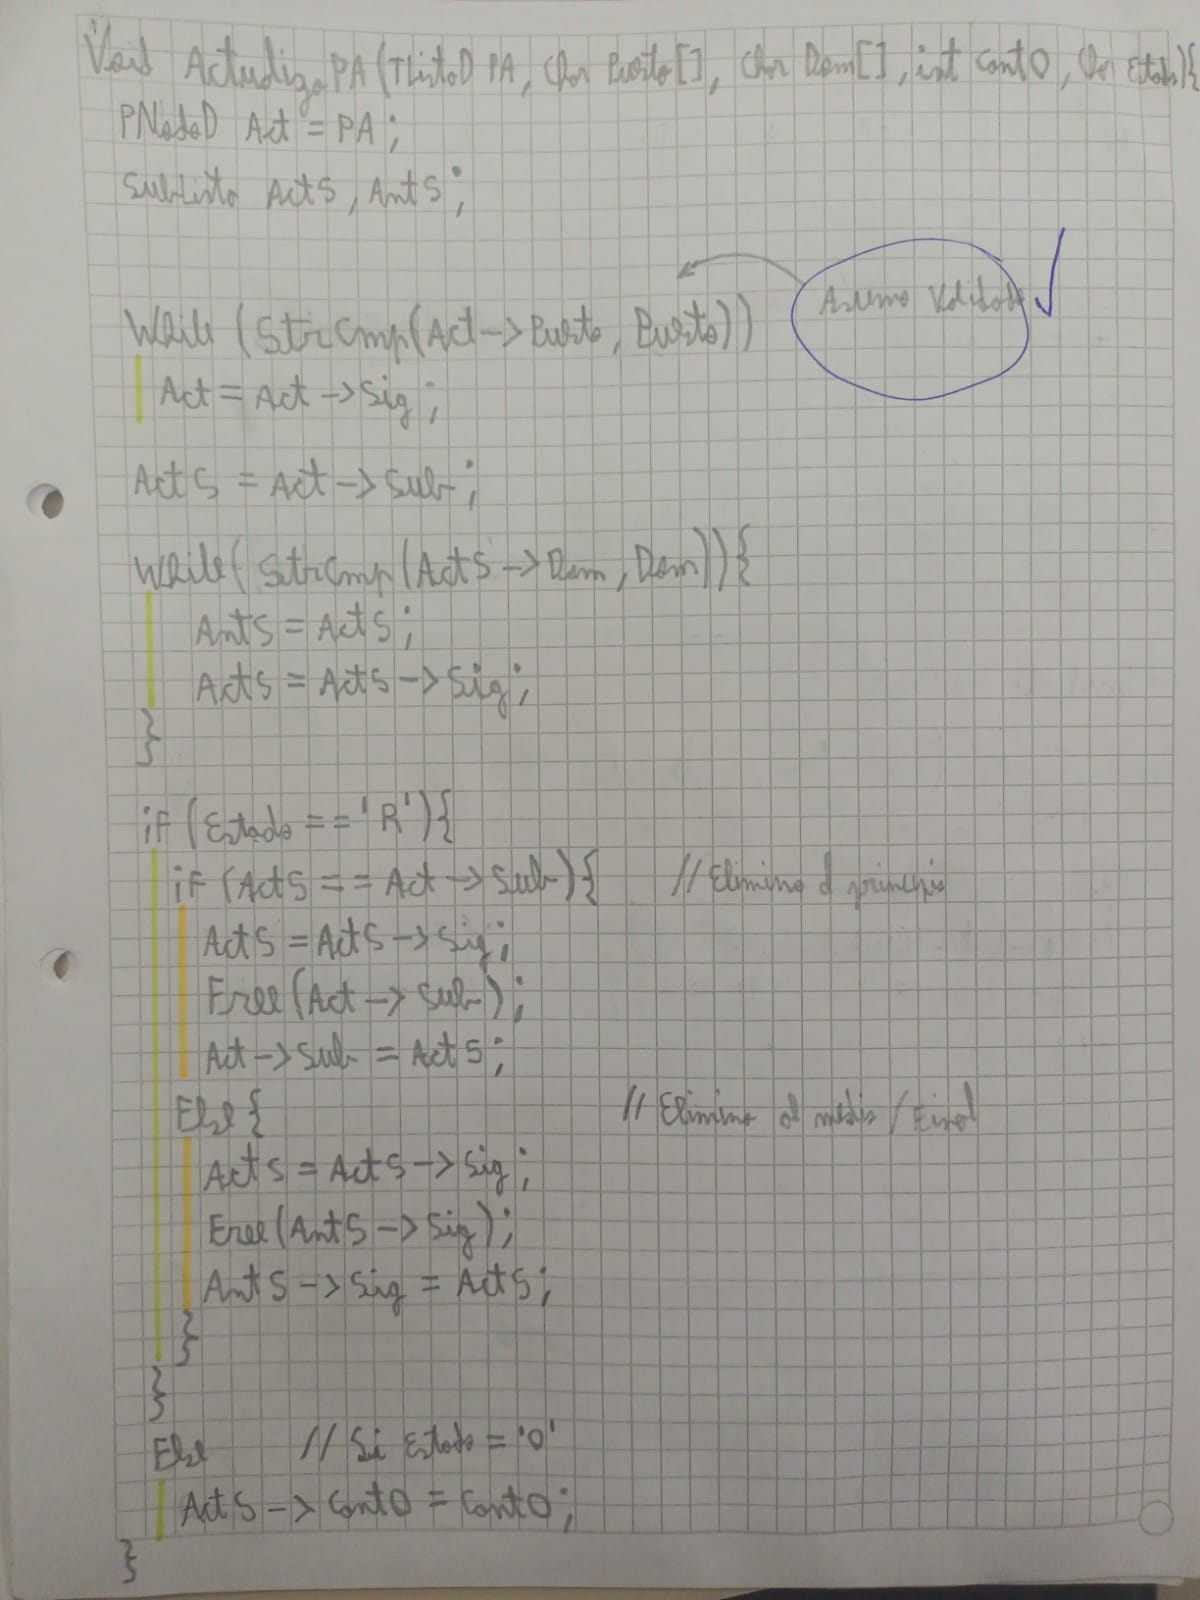 Void ActualizaPA(TListaD PA, Char Puesto[], Char Dom[], int ContO, Char Estado){
PNodoD Act = PA;
SubLista ActS, AntS;
Asumo Validado
While (StrCmp(Act->Puesto, Puesto))
Act = Act->Sig;
ActS = Act->Sub;
While(StrCmp(ActS->Dom, Dom)){
AntS = ActS;
ActS = ActS->Sig;
}
if (Estado == 'R'){
if (ActS == Act->Sub){ // Elimino al principio
ActS = ActS->Sig;
Free(Act->Sub);
Act->Sub = ActS;
Else{ // Elimino al medio/Final
ActS = ActS->Sig;
Free(AntS->Sig);
AntS->Sig = ActS;
}
}
Else // Si Estado = 'O'
ActS->ContO = ContO;
}